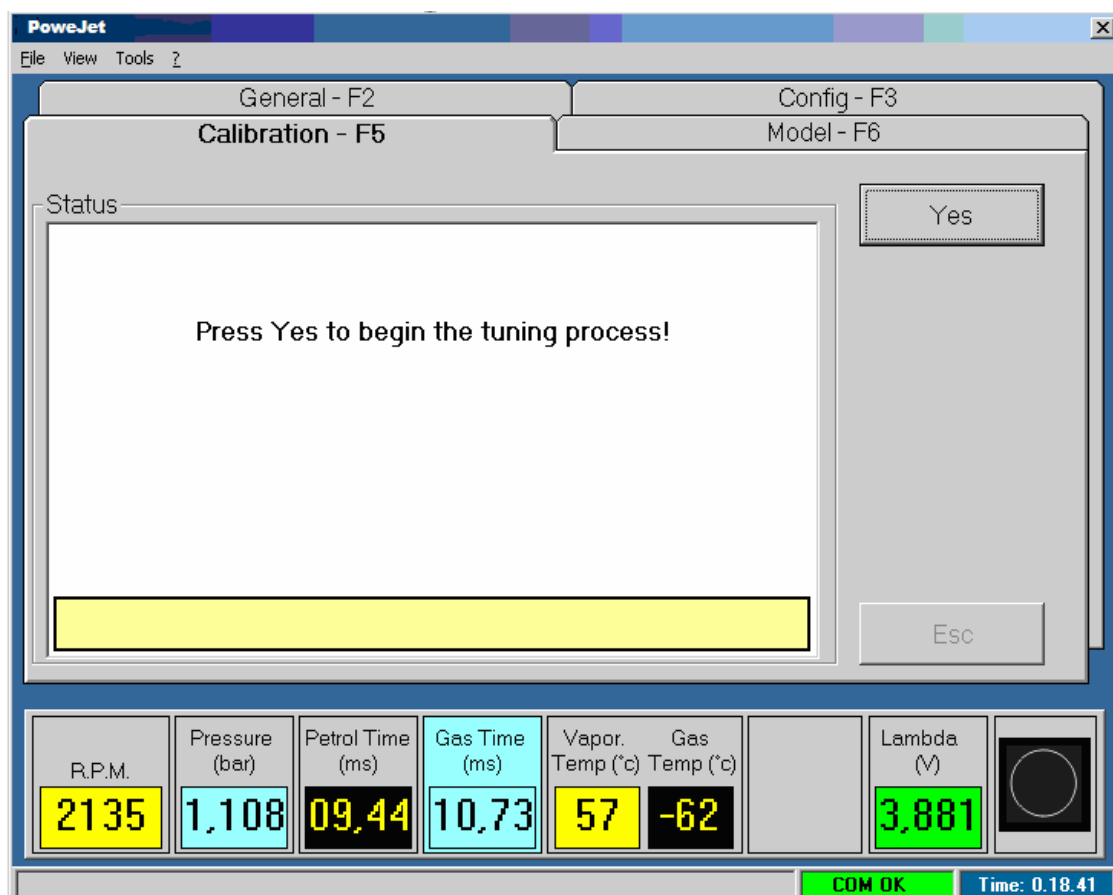 PoweJet
File View Tools ?
General - F2 Config - F3
Calibration - F5 Model - F6
Status
Yes
Press Yes to begin the tuning process!
Esc
R.P.M.
2135
Pressure
(bar)
1,108
Petrol Time
(ms)
09,44
Gas Time
(ms)
10,73
Vapor.
Temp (°c)
57
Gas
Temp (°c)
-62
Lambda
(V)
3,881
COM OK Time: 0.18.41